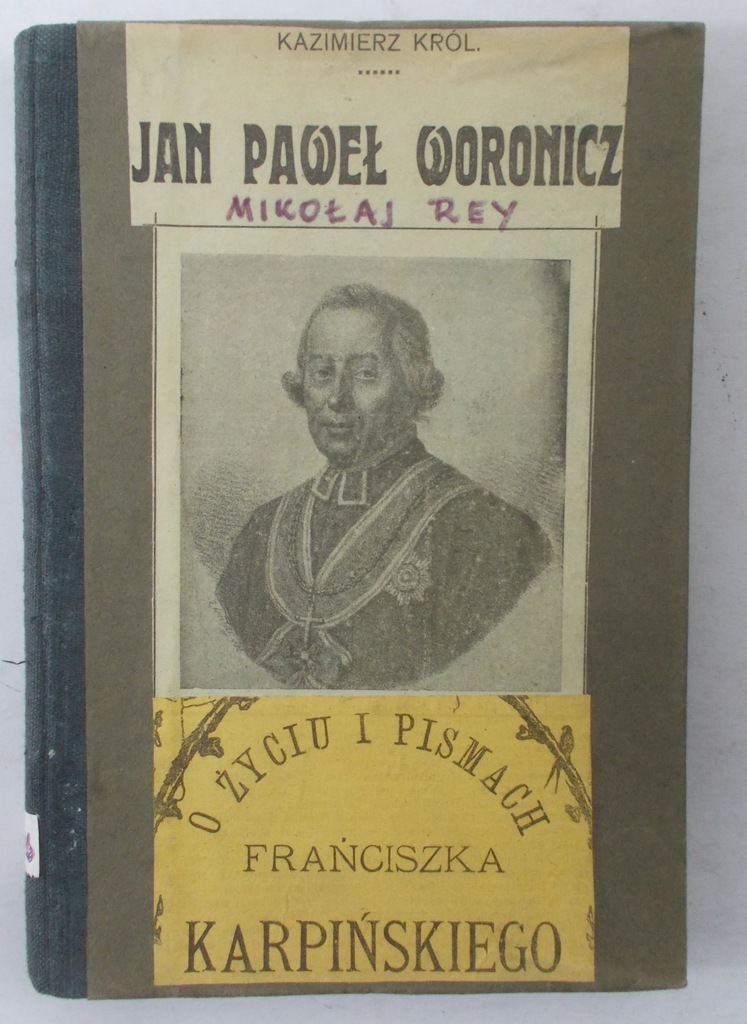 KAZIMIERZ KRÓL.
JAN PAWEŁ WORONICZ
MIKOŁAJ REY
O ŻYCIU I PISMACH
FRAŃCISZKA
KARPIŃSKIEGO